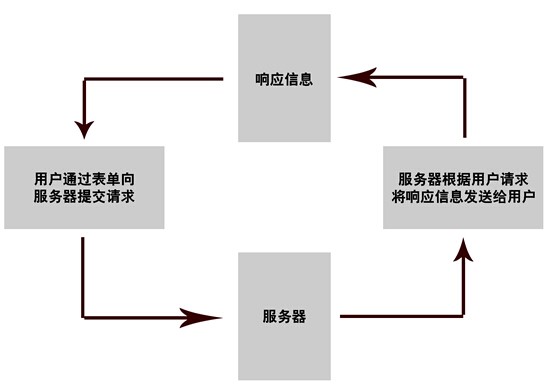 响应信息
用户通过表单向
服务器提交请求
服务器根据用户请求
将响应信息发送给用户
服务器